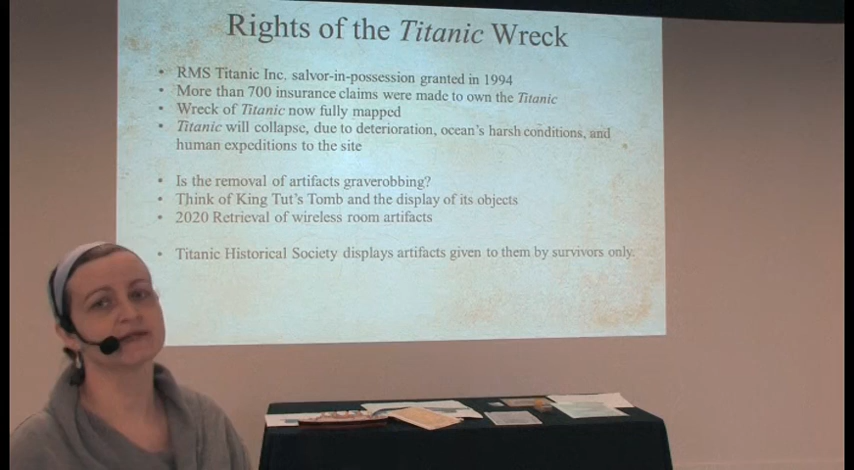 Rights of the Titanic Wreck
• RMS Titanic Inc. salvor-in-possession granted in 1994
• More than 700 insurance claims were made to own the Titanic
• Wreck of Titanic now fully mapped
• Titanic will collapse, due to deterioration, ocean's harsh conditions, and
human expeditions to the site
• Is the removal of artifacts graverobbing?
• Think of King Tut's Tomb and the display of its objects
• 2020 Retrieval of wireless room artifacts
• Titanic Historical Society displays artifacts given to them by survivors only.